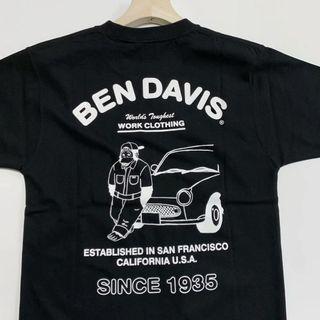 BEN DAVIS®
World's Toughest
WORK CLOTHING
ESTABLISHED IN SAN FRANCISCO
CALIFORNIA U.S.A.
SINCE 1935